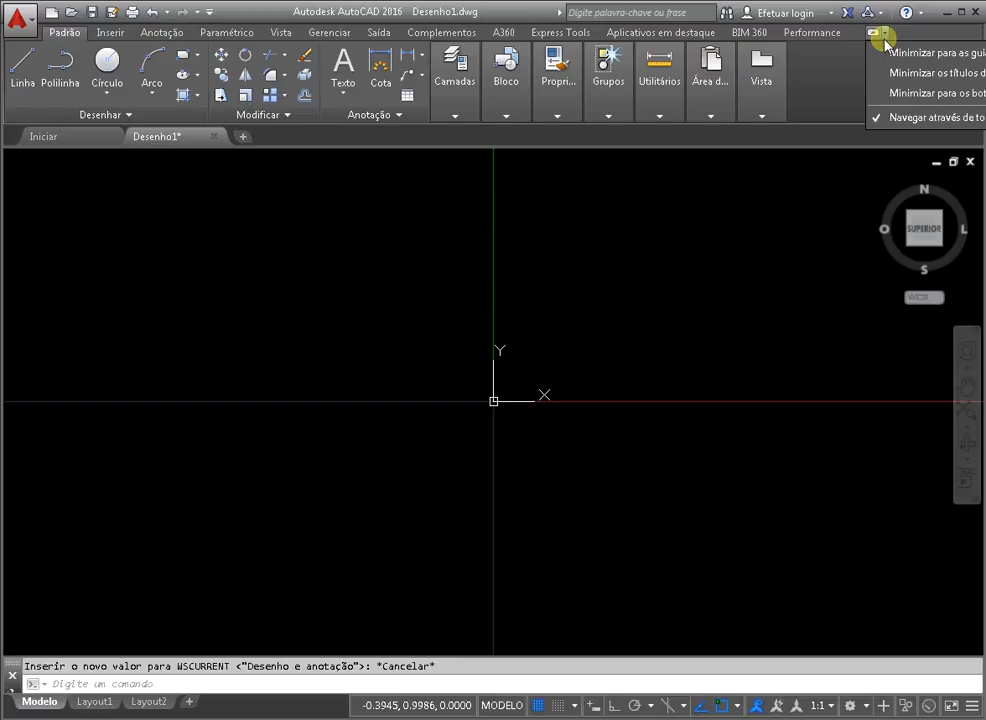 Autodesk AutoCAD 2016 Desenho1.dwg
Digite palavra-chave ou frase
Efetuar login
Padrão Inserir Anotação Paramétrico Vista Gerenciar Saída Complementos A360 Express Tools Aplicativos em destaque BIM 360 Performance
Minimizar para as guia
Minimizar os títulos d
Minimizar para os bot
Navegar através de to
Linha Polilinha Círculo Arco Texto Cota Camadas Bloco Propri... Grupos Utilitários Área d... Vista
Desenhar Modificar Anotação
Iniciar Desenho1*
N
O SUPERIOR L
S
WCS
Y
X
Inserir o novo valor para WSCURRENT <"Desenho e anotação">: *Cancelar*
Digite um comando
Modelo Layout1 Layout2 -0.3945, 0.9986, 0.0000 MODELO 1:1